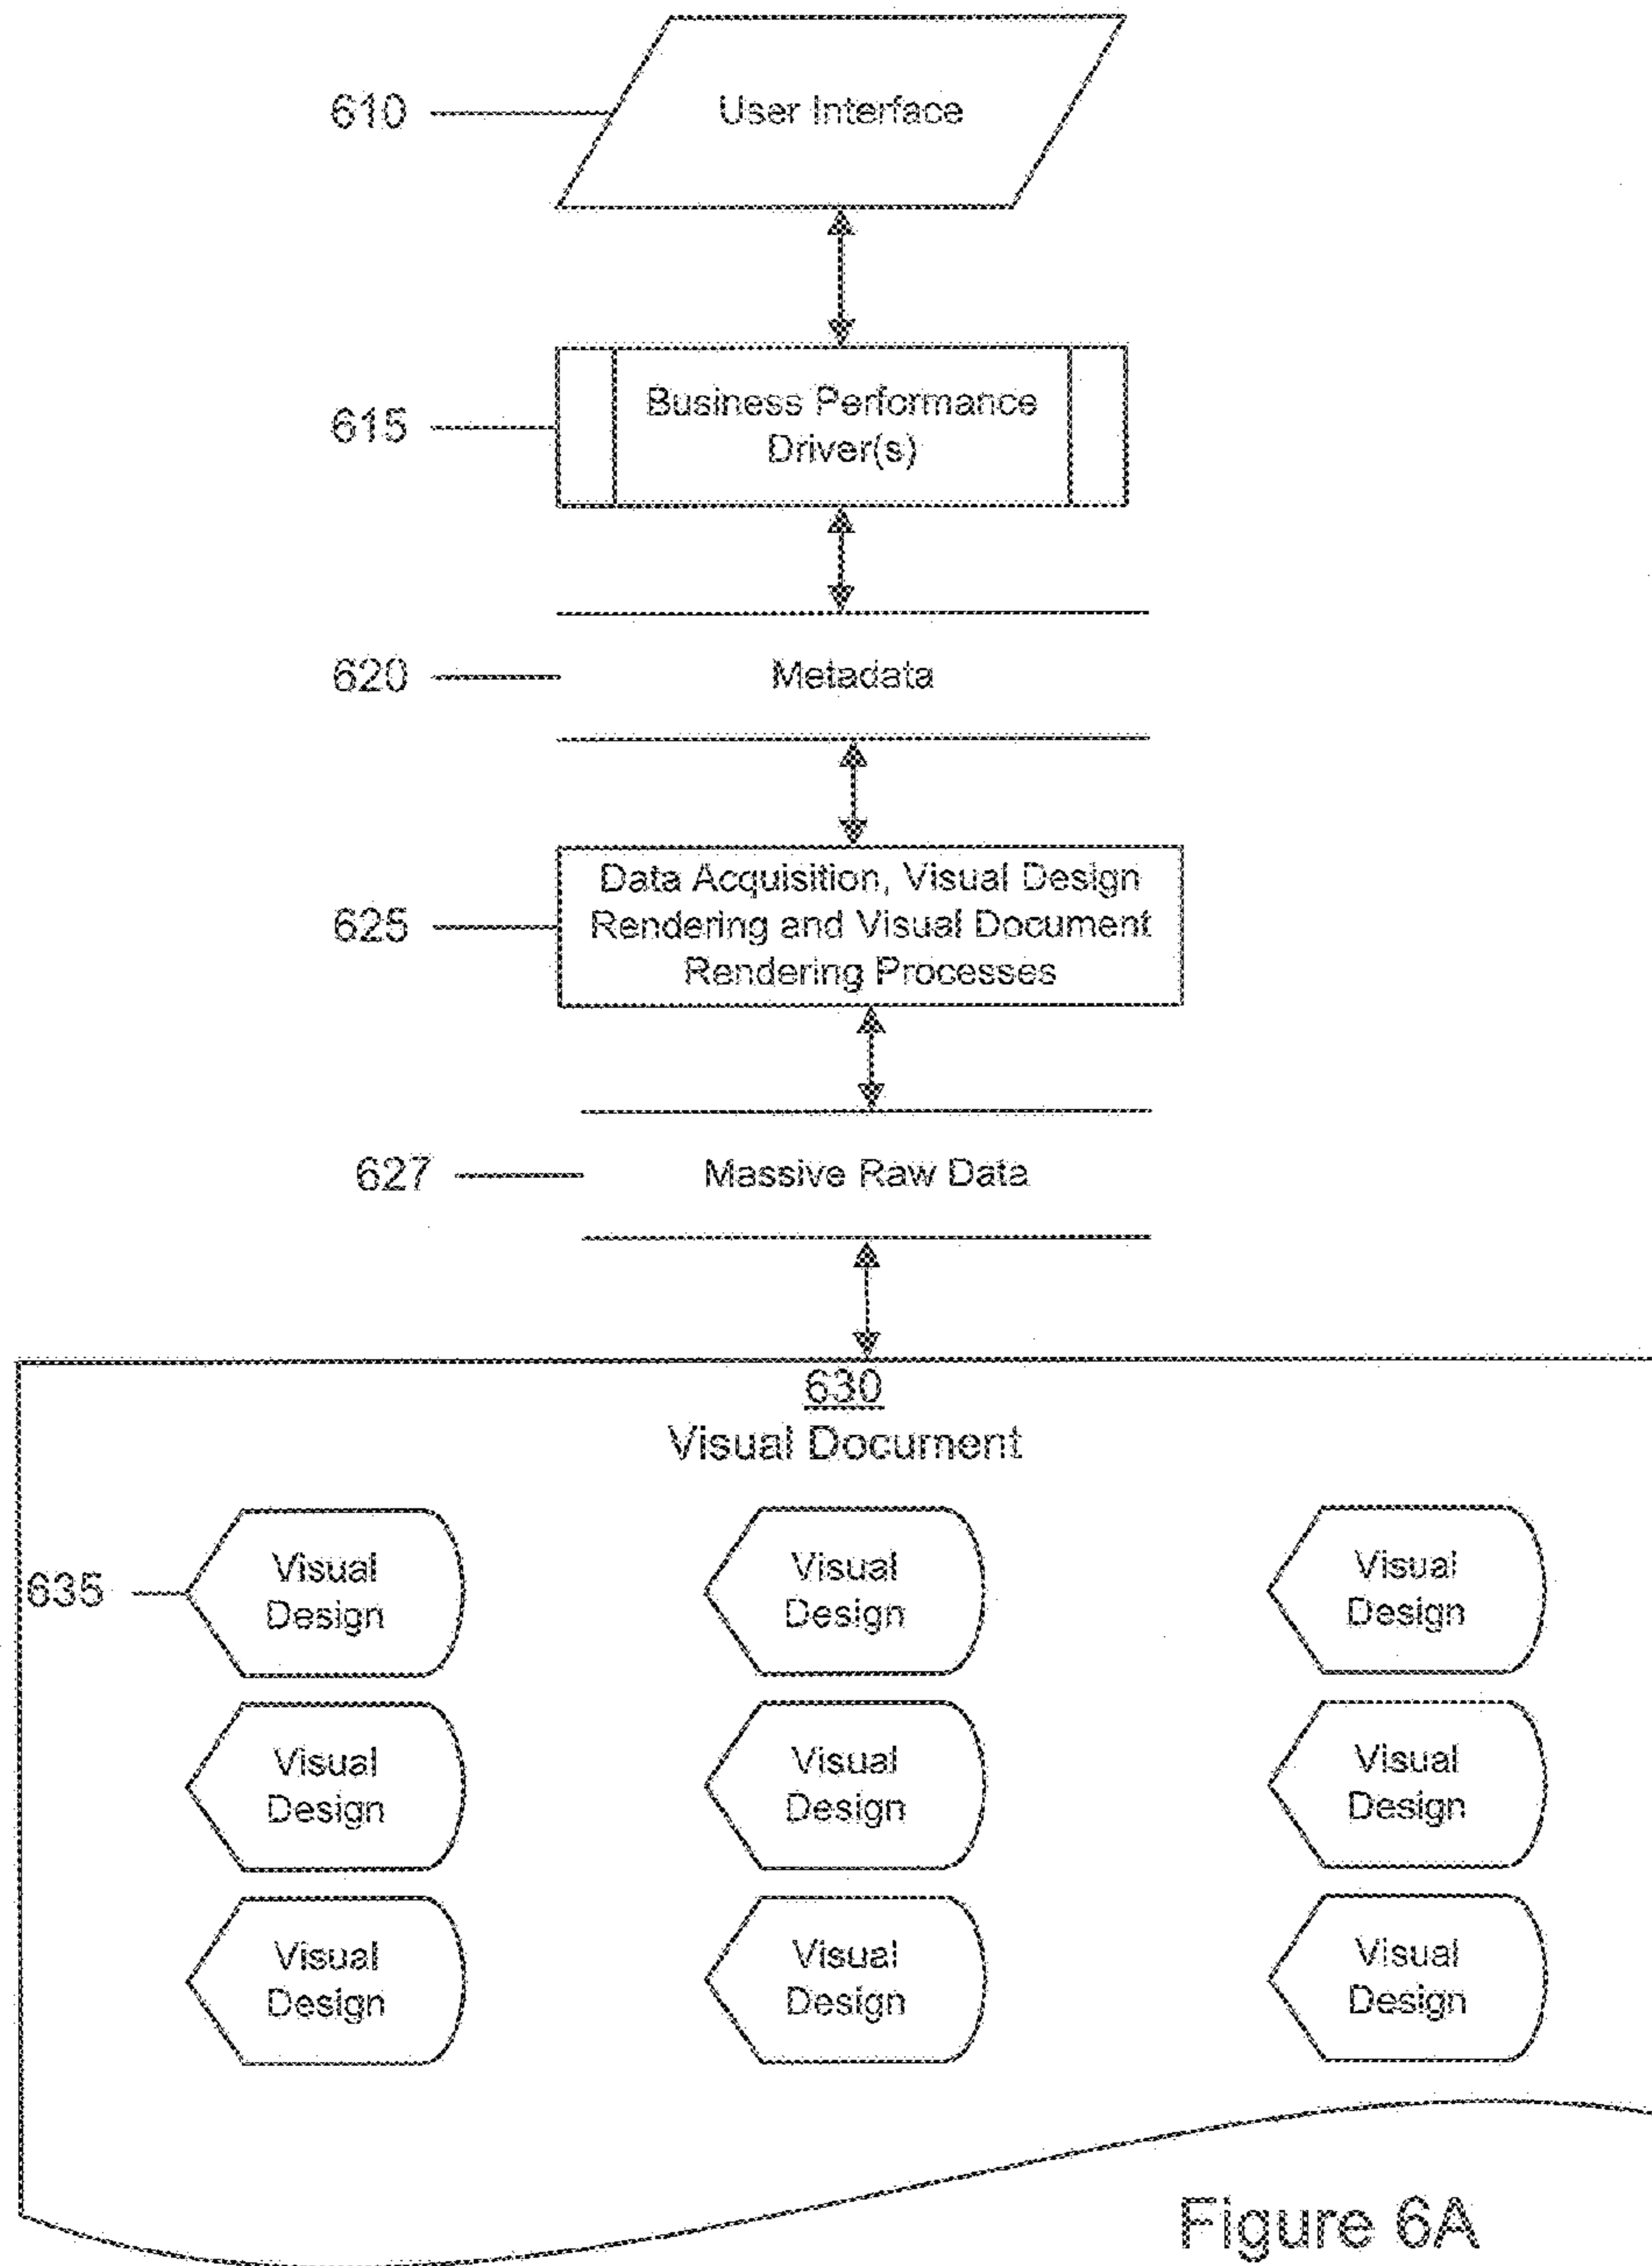 610
User Interface
615
Business Performance
Driver(s)
620
Metadata
625
Data Acquisition, Visual Design
Rendering and Visual Document
Rendering Processes
627
Massive Raw Data
630
Visual Document
635
Visual
Design
Visual
Design
Visual
Design
Visual
Design
Visual
Design
Visual
Design
Visual
Design
Visual
Design
Visual
Design
Figure 6A